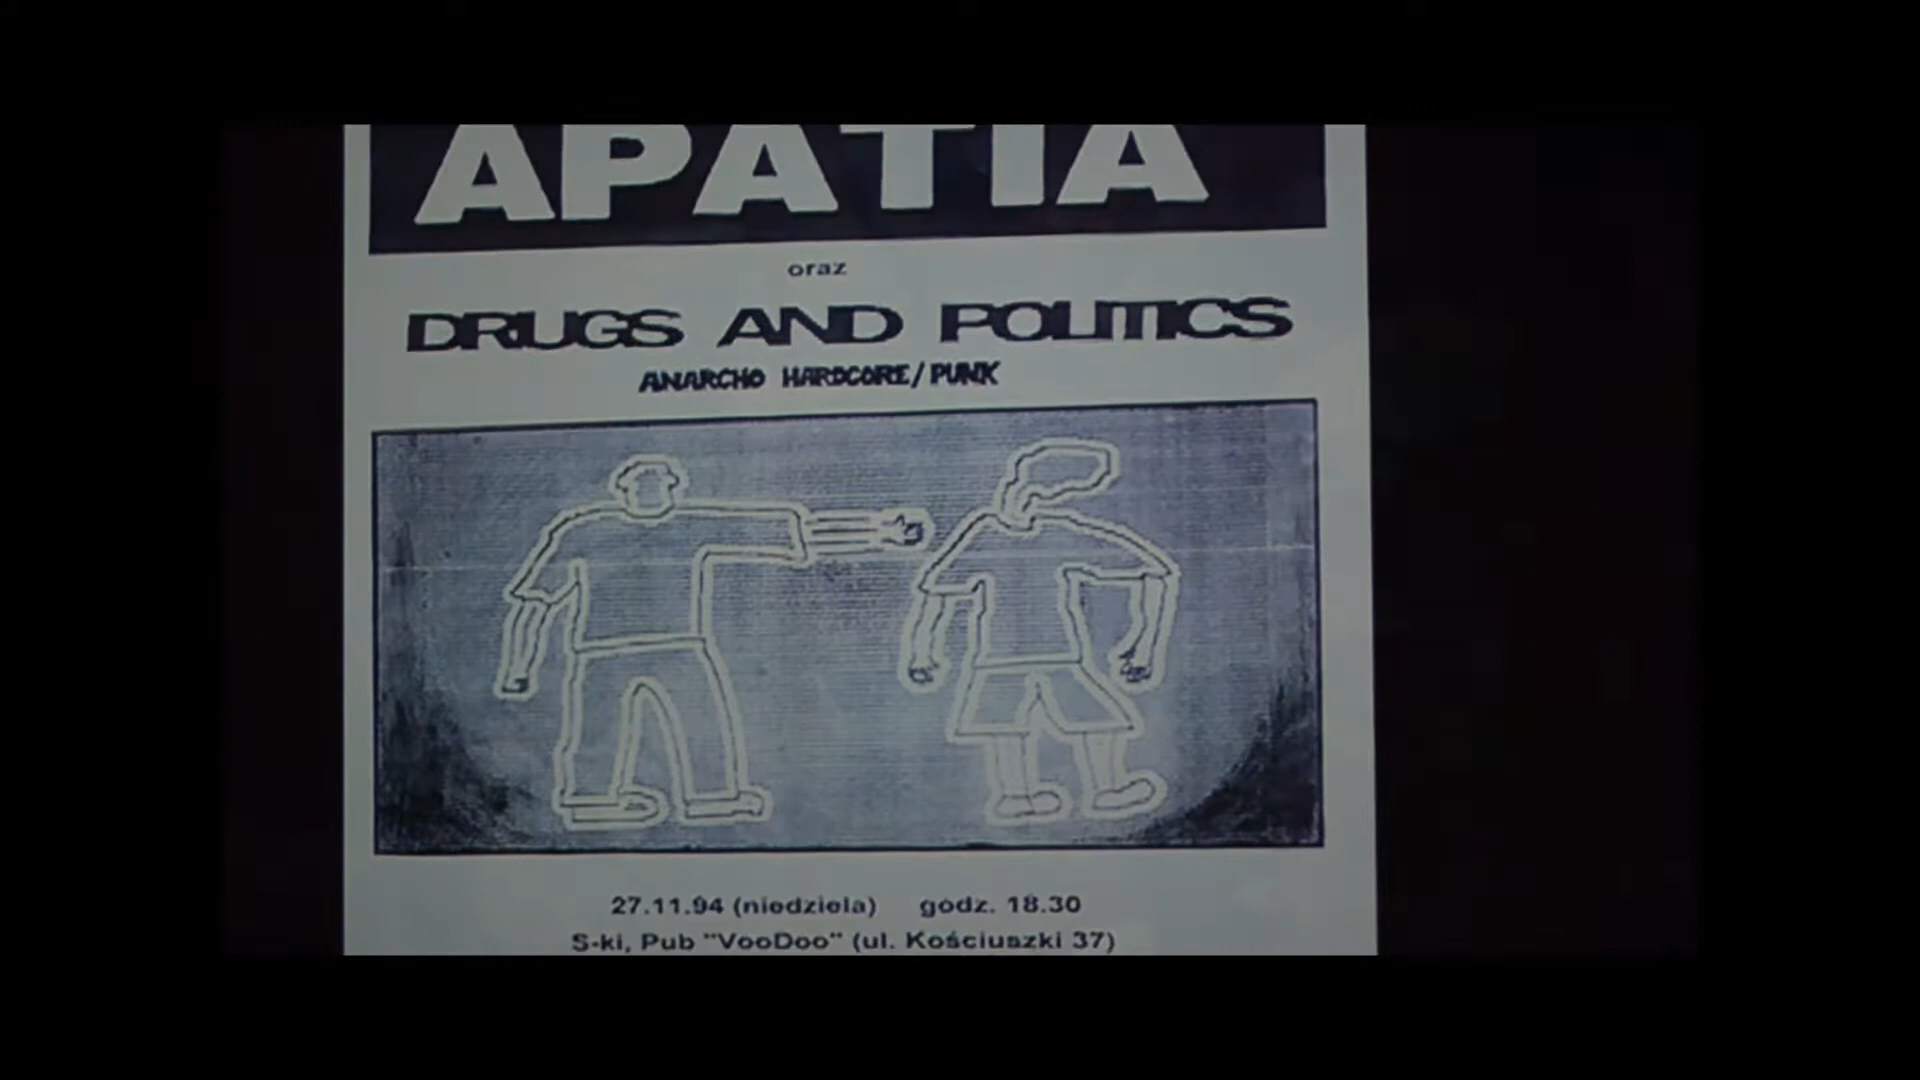 APATIA
oraz
DRUGS AND POLITICS
ANARCHO HARDCORE/PUNK
27.11.94 (niedziela) godz. 18.30
S-ki, Pub "VooDoo" (ul. Kościuszki 37)